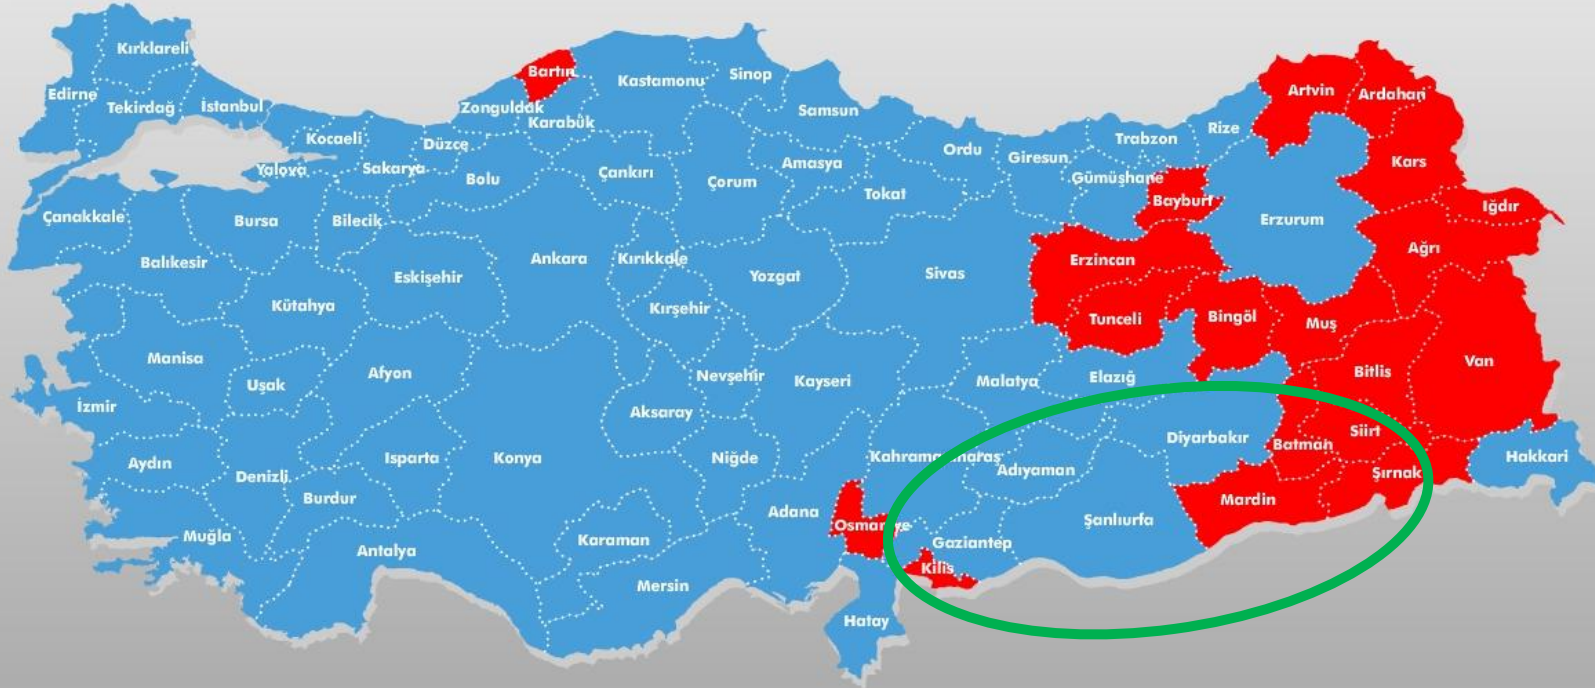 Kırklareli
Edirne
Tekirdağ
İstanbul
Kocaeli
Yalova
Sakarya
Düzce
Zonguldak
Bartın
Karabük
Kastamonu
Sinop
Samsun
Bolu
Çankırı
Çorum
Amasya
Tokat
Ordu
Giresun
Trabzon
Rize
Gümüşhane
Bayburt
Artvin
Ardahan
Kars
Iğdır
Erzurum
Ağrı
Çanakkale
Bursa
Bilecik
Balıkesir
Eskişehir
Kütahya
Ankara
Kırıkkale
Kırşehir
Yozgat
Sivas
Erzincan
Tunceli
Bingöl
Muş
Bitlis
Van
Manisa
Uşak
Afyon
İzmir
Aksaray
Nevşehir
Kayseri
Malatya
Elazığ
Aydın
Denizli
Isparta
Burdur
Konya
Niğde
Kahramanmaraş
Adıyaman
Diyarbakır
Batman
Siirt
Şırnak
Hakkari
Mardin
Şanlıurfa
Gaziantep
Kilis
Osmaniye
Adana
Muğla
Antalya
Karaman
Mersin
Hatay